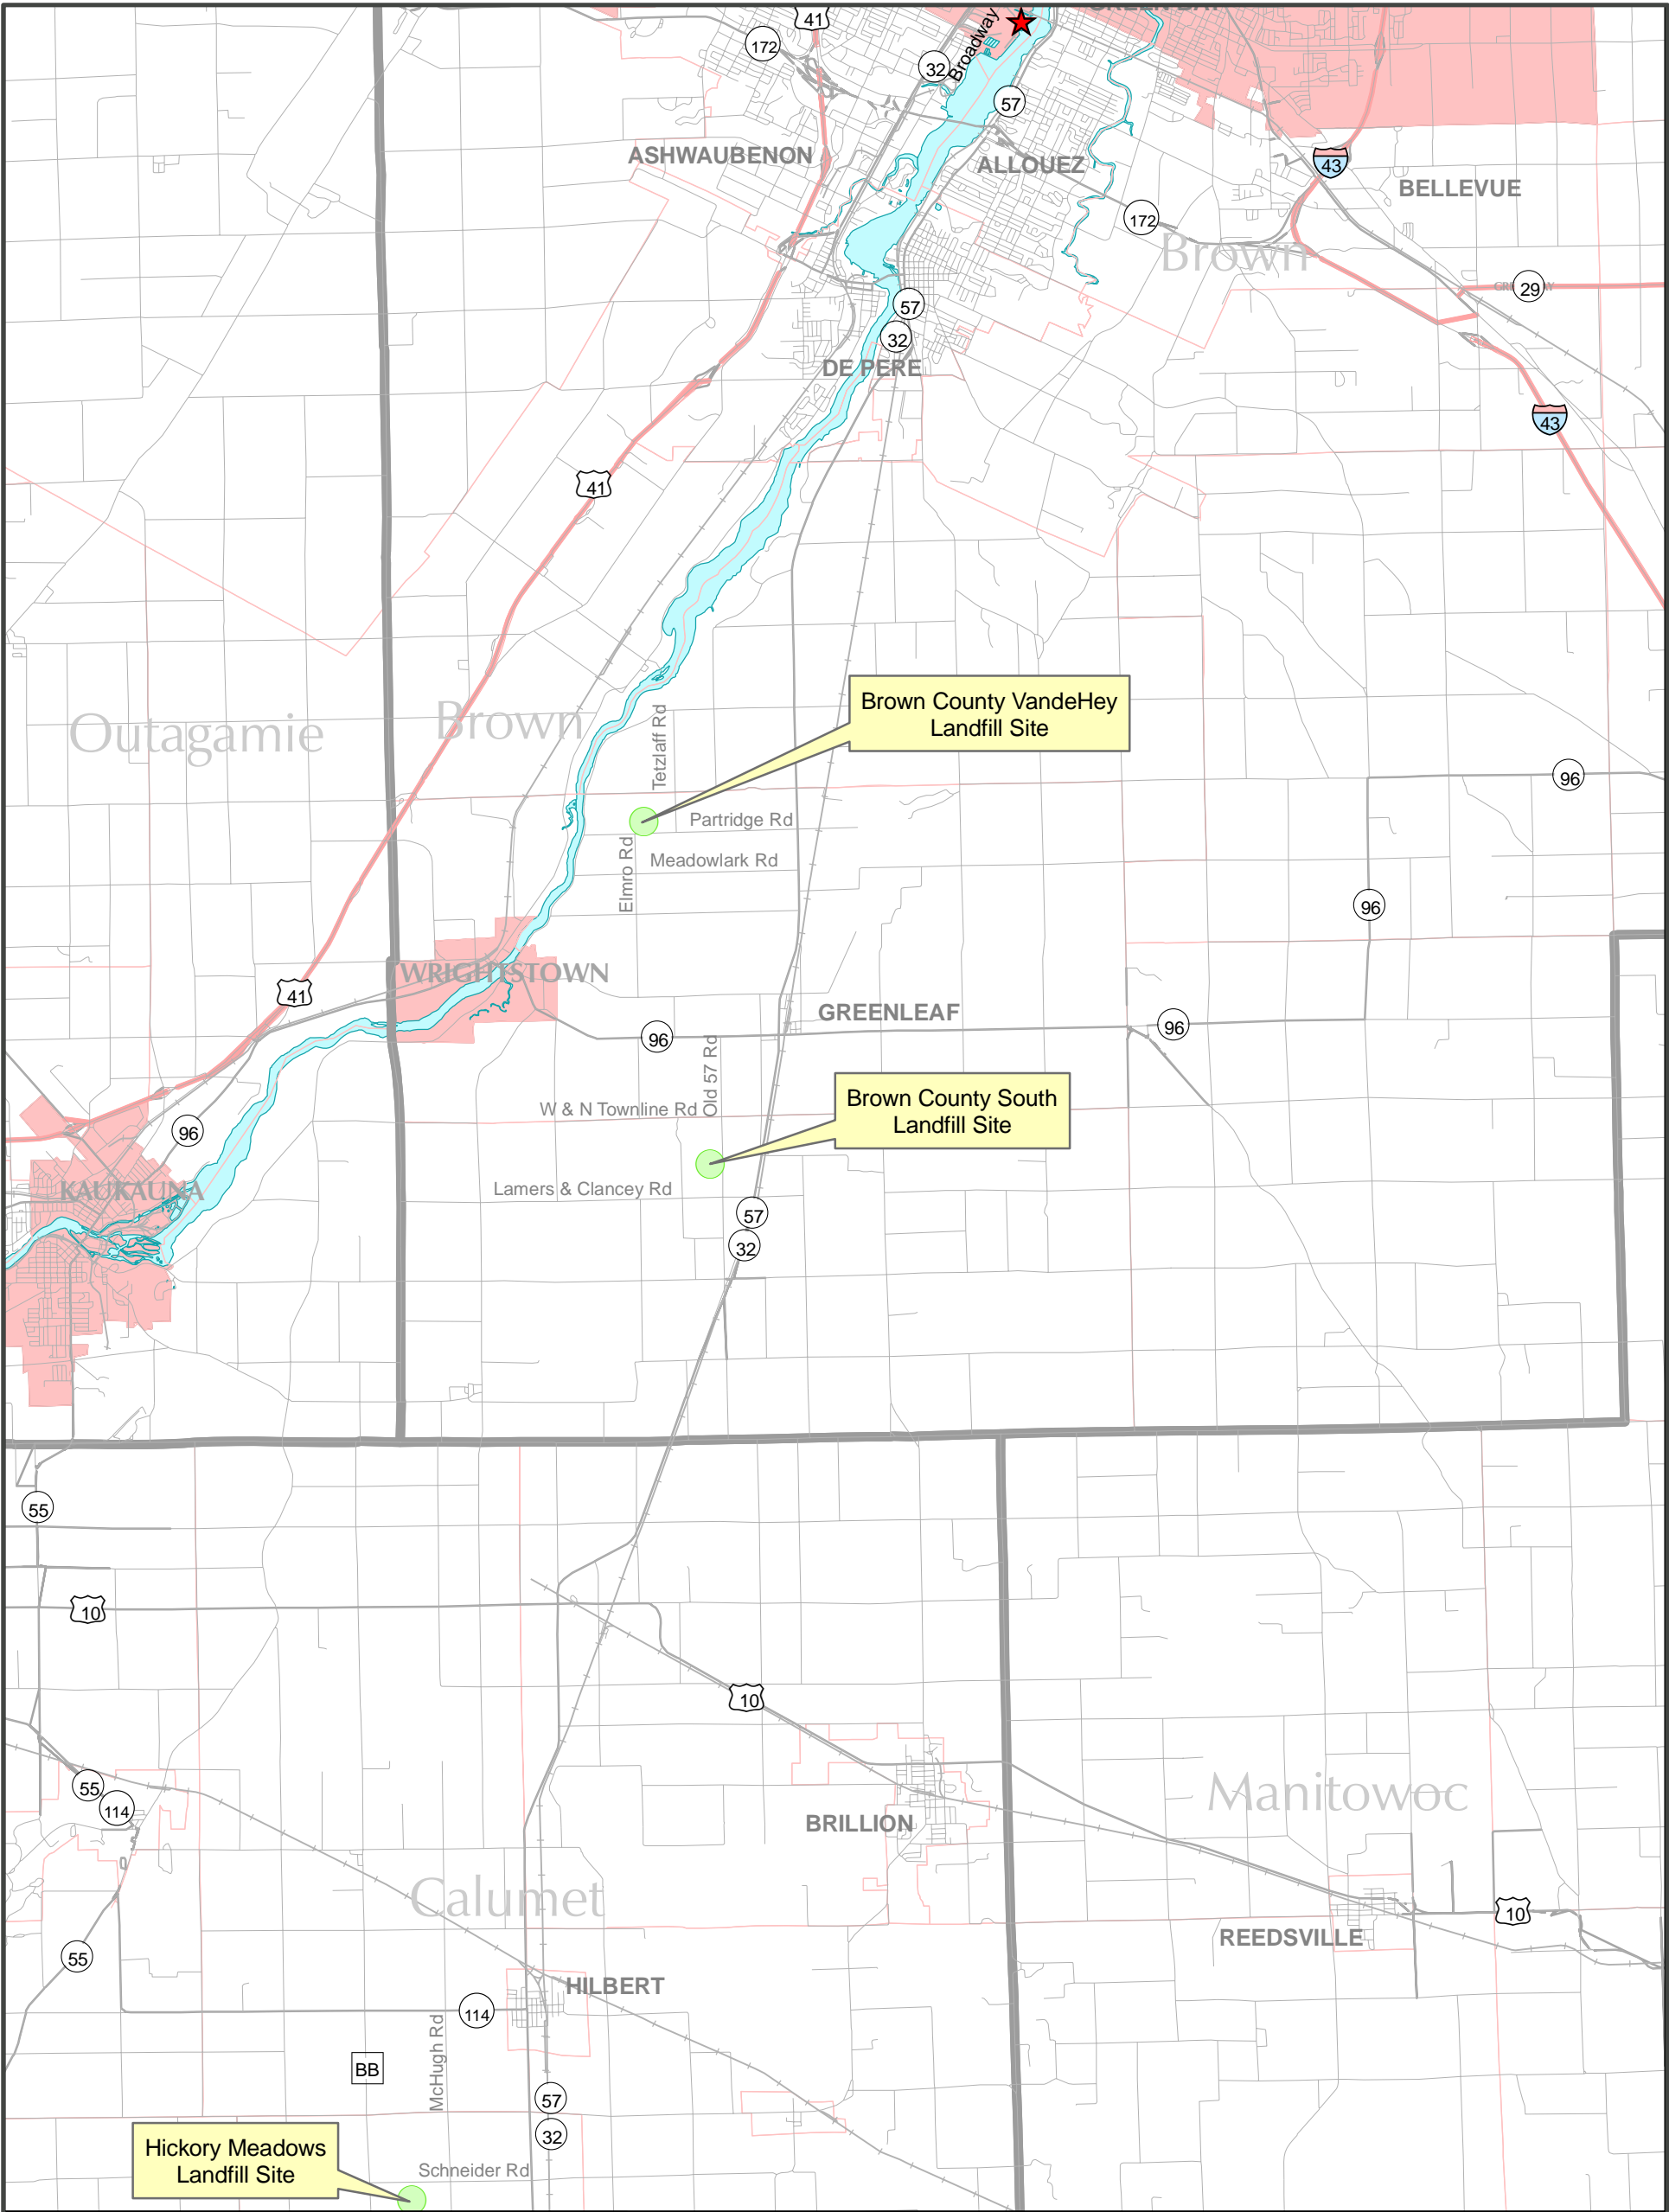 41
172
Broadway
32
57
ASHWAUBENON
ALLOUEZ
43
BELLEVUE
172
Brown
29
57
32
DE PERE
43
41
Brown County VandeHey
Landfill Site
Outagamie
Brown
Tetzlaff Rd
96
Partridge Rd
Elmro Rd
Meadowlark Rd
96
WRIGHTSTOWN
41
GREENLEAF
96
96
Old 57 Rd
Brown County South
Landfill Site
W & N Townline Rd
96
KAUKAUNA
Lamers & Clancey Rd
57
32
55
10
10
55
114
Manitowoc
BRILLION
Calumet
10
REEDSVILLE
55
HILBERT
114
McHugh Rd
BB
57
32
Hickory Meadows
Landfill Site
Schneider Rd